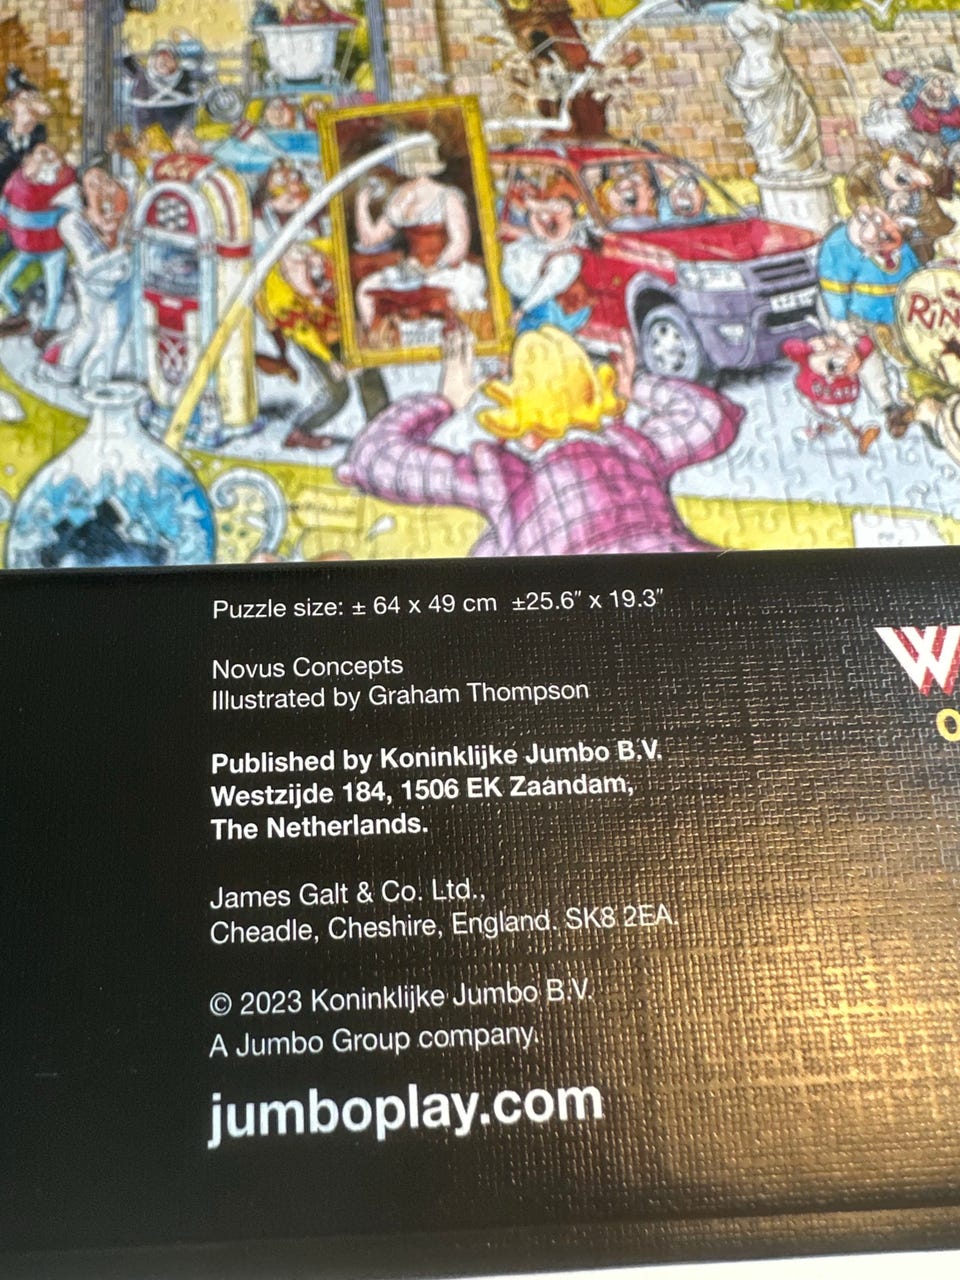 RIN
Puzzle size: ± 64 x 49 cm ±25.6" x 19.3"
Novus Concepts
Illustrated by Graham Thompson
Published by Koninklijke Jumbo B.V.
Westzijde 184, 1506 EK Zaandam,
The Netherlands.
James Galt & Co. Ltd.,
Cheadle, Cheshire, England. SK8 2EA.
© 2023 Koninklijke Jumbo B.V.
A Jumbo Group company.
jumboplay.com
W
O